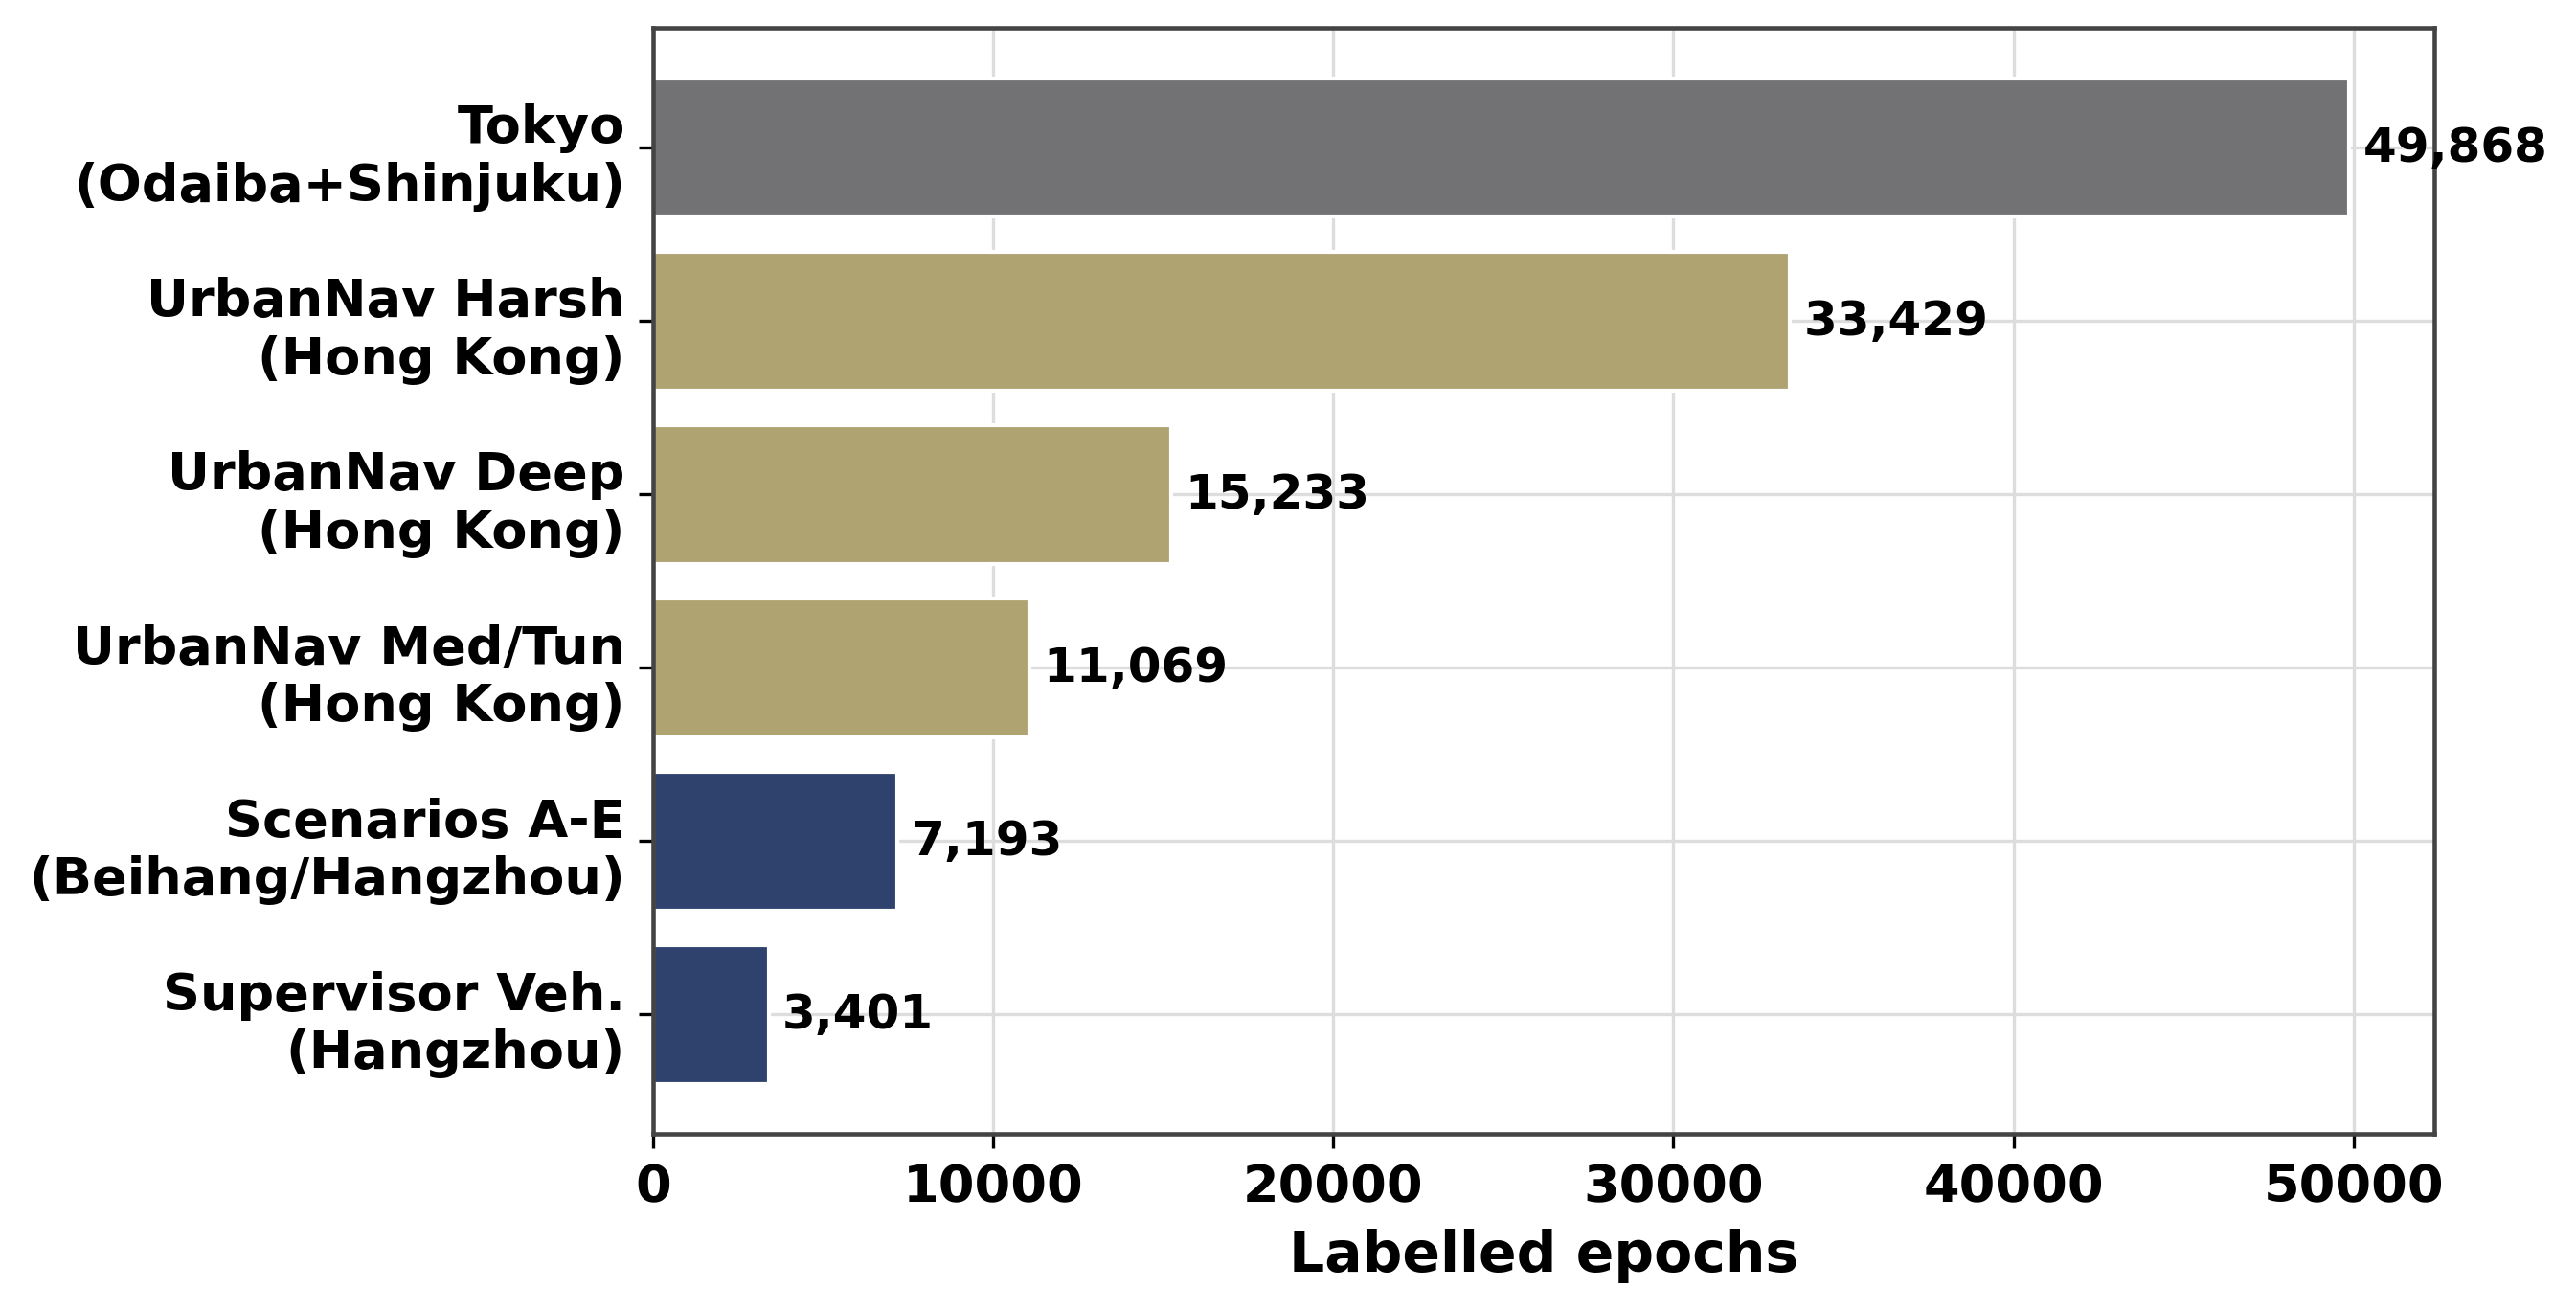 Tokyo
(Odaiba+Shinjuku)
49,868
UrbanNav Harsh
(Hong Kong)
33,429
UrbanNav Deep
(Hong Kong)
15,233
UrbanNav Med/Tun
(Hong Kong)
11,069
Scenarios A-E
(Beihang/Hangzhou)
7,193
Supervisor Veh.
(Hangzhou)
3,401
0 10000 20000 30000 40000 50000
Labelled epochs